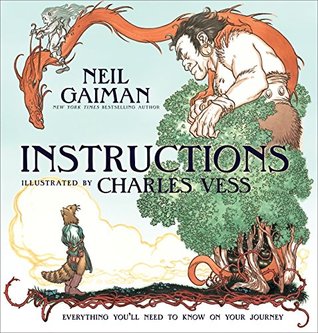 NEIL
GAIMAN
NEW YORK TIMES BESTSELLING AUTHOR
INSTRUCTIONS
ILLUSTRATED BY CHARLES VESS
EVERYTHING YOU'LL NEED TO KNOW ON YOUR JOURNEY